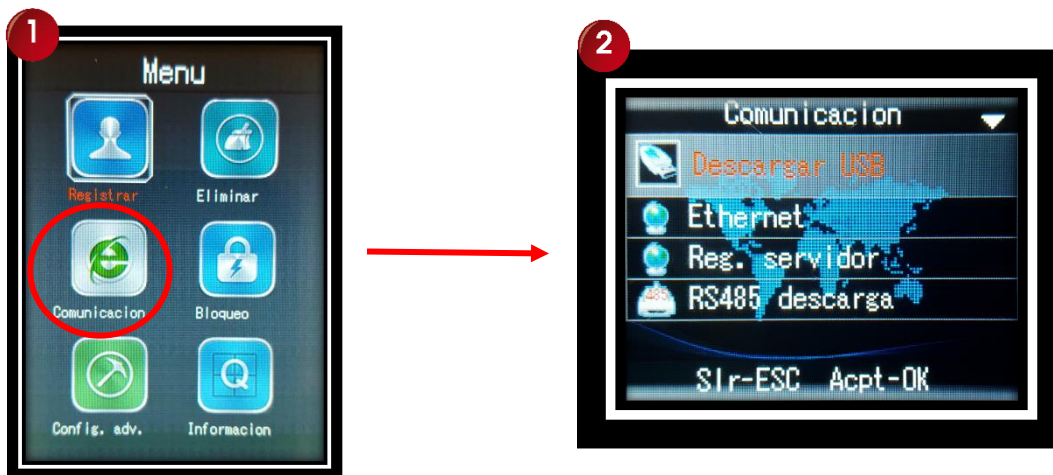 1
Menu
Registrar Eliminar
Comunicacion Bloqueo
Config. adv. Informacion
2
Comunicacion
Descargar USB
Ethernet
Reg. servidor
485 RS485 descarga
Slr-ESC Acpt-OK